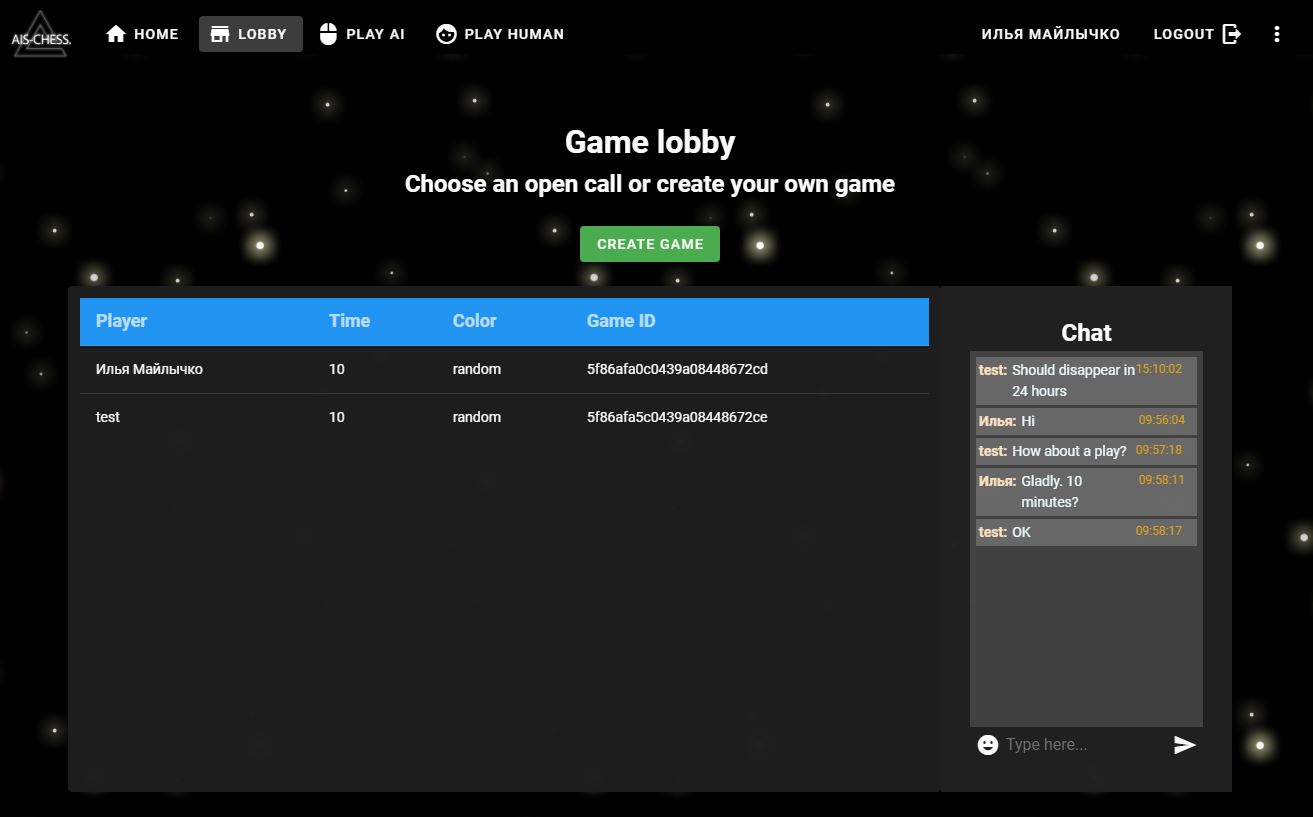 AIS-CHESS. HOME LOBBY PLAY AI PLAY HUMAN ИЛЬЯ МАЙЛЫЧКО LOGOUT
Game lobby
Choose an open call or create your own game
CREATE GAME
Player Time Color Game ID
Илья Майлычко 10 random 5f86afa0c0439a08448672cd
test 10 random 5f86afa5c0439a08448672ce
Chat
test: Should disappear in 15:10:02
24 hours
Илья: Hi 09:56:04
test: How about a play? 09:57:18
Илья: Gladly. 10 09:58:11
minutes?
test: OK 09:58:17
Type here...